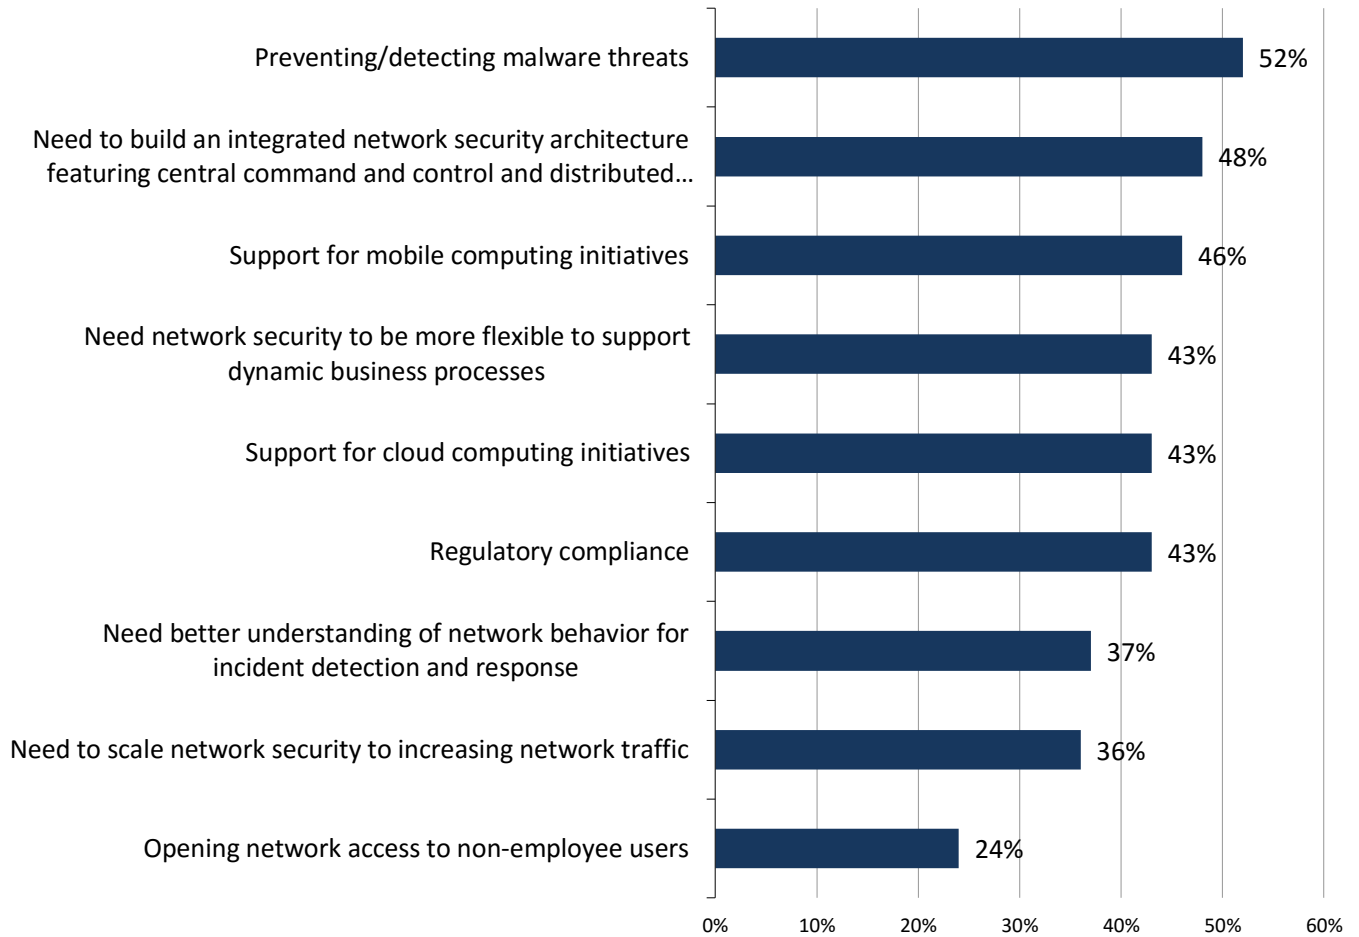 Preventing/detecting malware threats
52%
Need to build an integrated network security architecture
featuring central command and control and distributed...
48%
Support for mobile computing initiatives
46%
Need network security to be more flexible to support
dynamic business processes
43%
Support for cloud computing initiatives
43%
Regulatory compliance
43%
Need better understanding of network behavior for
incident detection and response
37%
Need to scale network security to increasing network traffic
36%
Opening network access to non-employee users
24%
0% 10% 20% 30% 40% 50% 60%